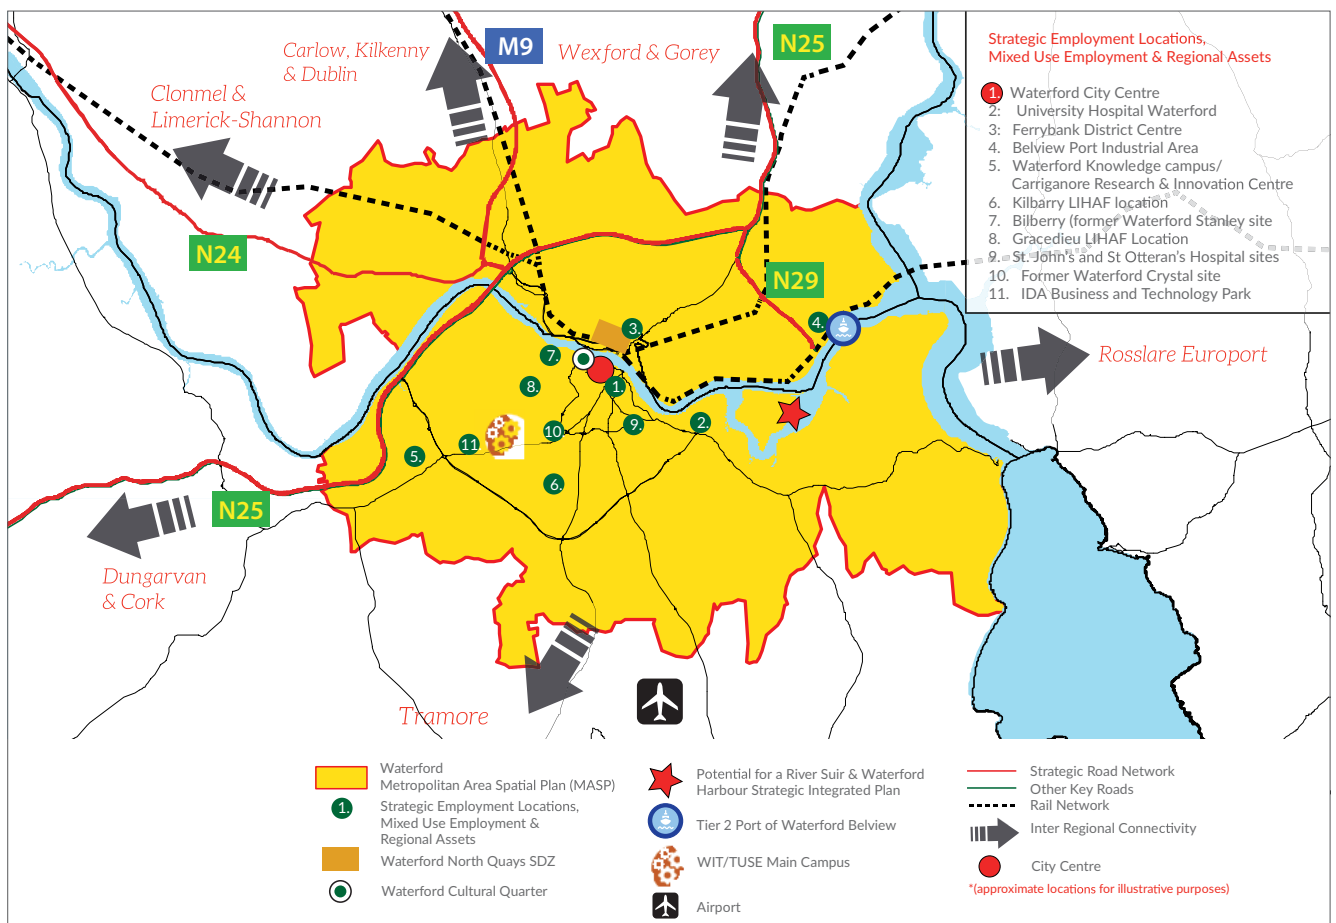 Carlow, Kilkenny
& Dublin
M9
Wexford & Gorey
N25
Clonmel &
Limerick-Shannon
N24
N29
Strategic Employment Locations,
Mixed Use Employment & Regional Assets
1. Waterford City Centre
2: University Hospital Waterford
3: Ferrybank District Centre
4. Belview Port Industrial Area
5. Waterford Knowledge campus/
Carriganore Research & Innovation Centre
6. Kilbarry LIHAF location
7. Bilberry (former Waterford Stanley site
8. Gracedieu LIHAF Location
9. St. John's and St Otteran's Hospital sites
10. Former Waterford Crystal site
11. IDA Business and Technology Park
3.
4.
7.
8.
1.
10.
9.
2.
11
5.
6.
Rosslare Europort
N25
Dungarvan
& Cork
Tramore
Waterford
Metropolitan Area Spatial Plan (MASP)
1.
Strategic Employment Locations,
Mixed Use Employment &
Regional Assets
Waterford North Quays SDZ
Waterford Cultural Quarter
Potential for a River Suir & Waterford
Harbour Strategic Integrated Plan
Tier 2 Port of Waterford Belview
WIT/TUSE Main Campus
Airport
Strategic Road Network
Other Key Roads
Rail Network
Inter Regional Connectivity
City Centre
*(approximate locations for illustrative purposes)